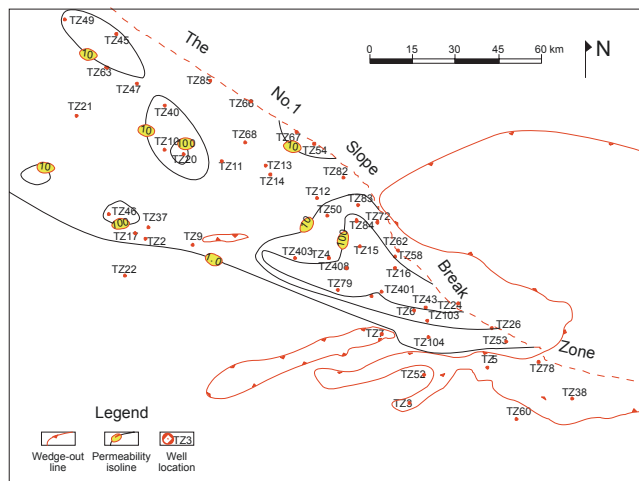 TZ49
TZ45
The
10
TZ63
TZ85
TZ47
0 15 30 45 60 km
N
TZ21
TZ40
TZ66
No.1
10
TZ67
TZ10
100
TZ20
TZ68
10
TZ54
Slope
TZ11
TZ13
TZ14
10
TZ82
TZ12
TZ83
TZ46
100
TZ37
TZ17
TZ2
TZ9
10
TZ50
TZ84
TZ72
100
TZ15
TZ62
TZ58
TZ403
TZ4
TZ408
TZ16
Break
TZ22
1.0
TZ79
TZ401
TZ43
TZ24
TZ6
TZ103
TZ26
TZ7
TZ104
TZ53
Zone
TZ5
TZ78
TZ52
TZ38
TZ3
TZ60
Legend
TZ3
Wedge-out
line
Permeability
isoline
Well
location